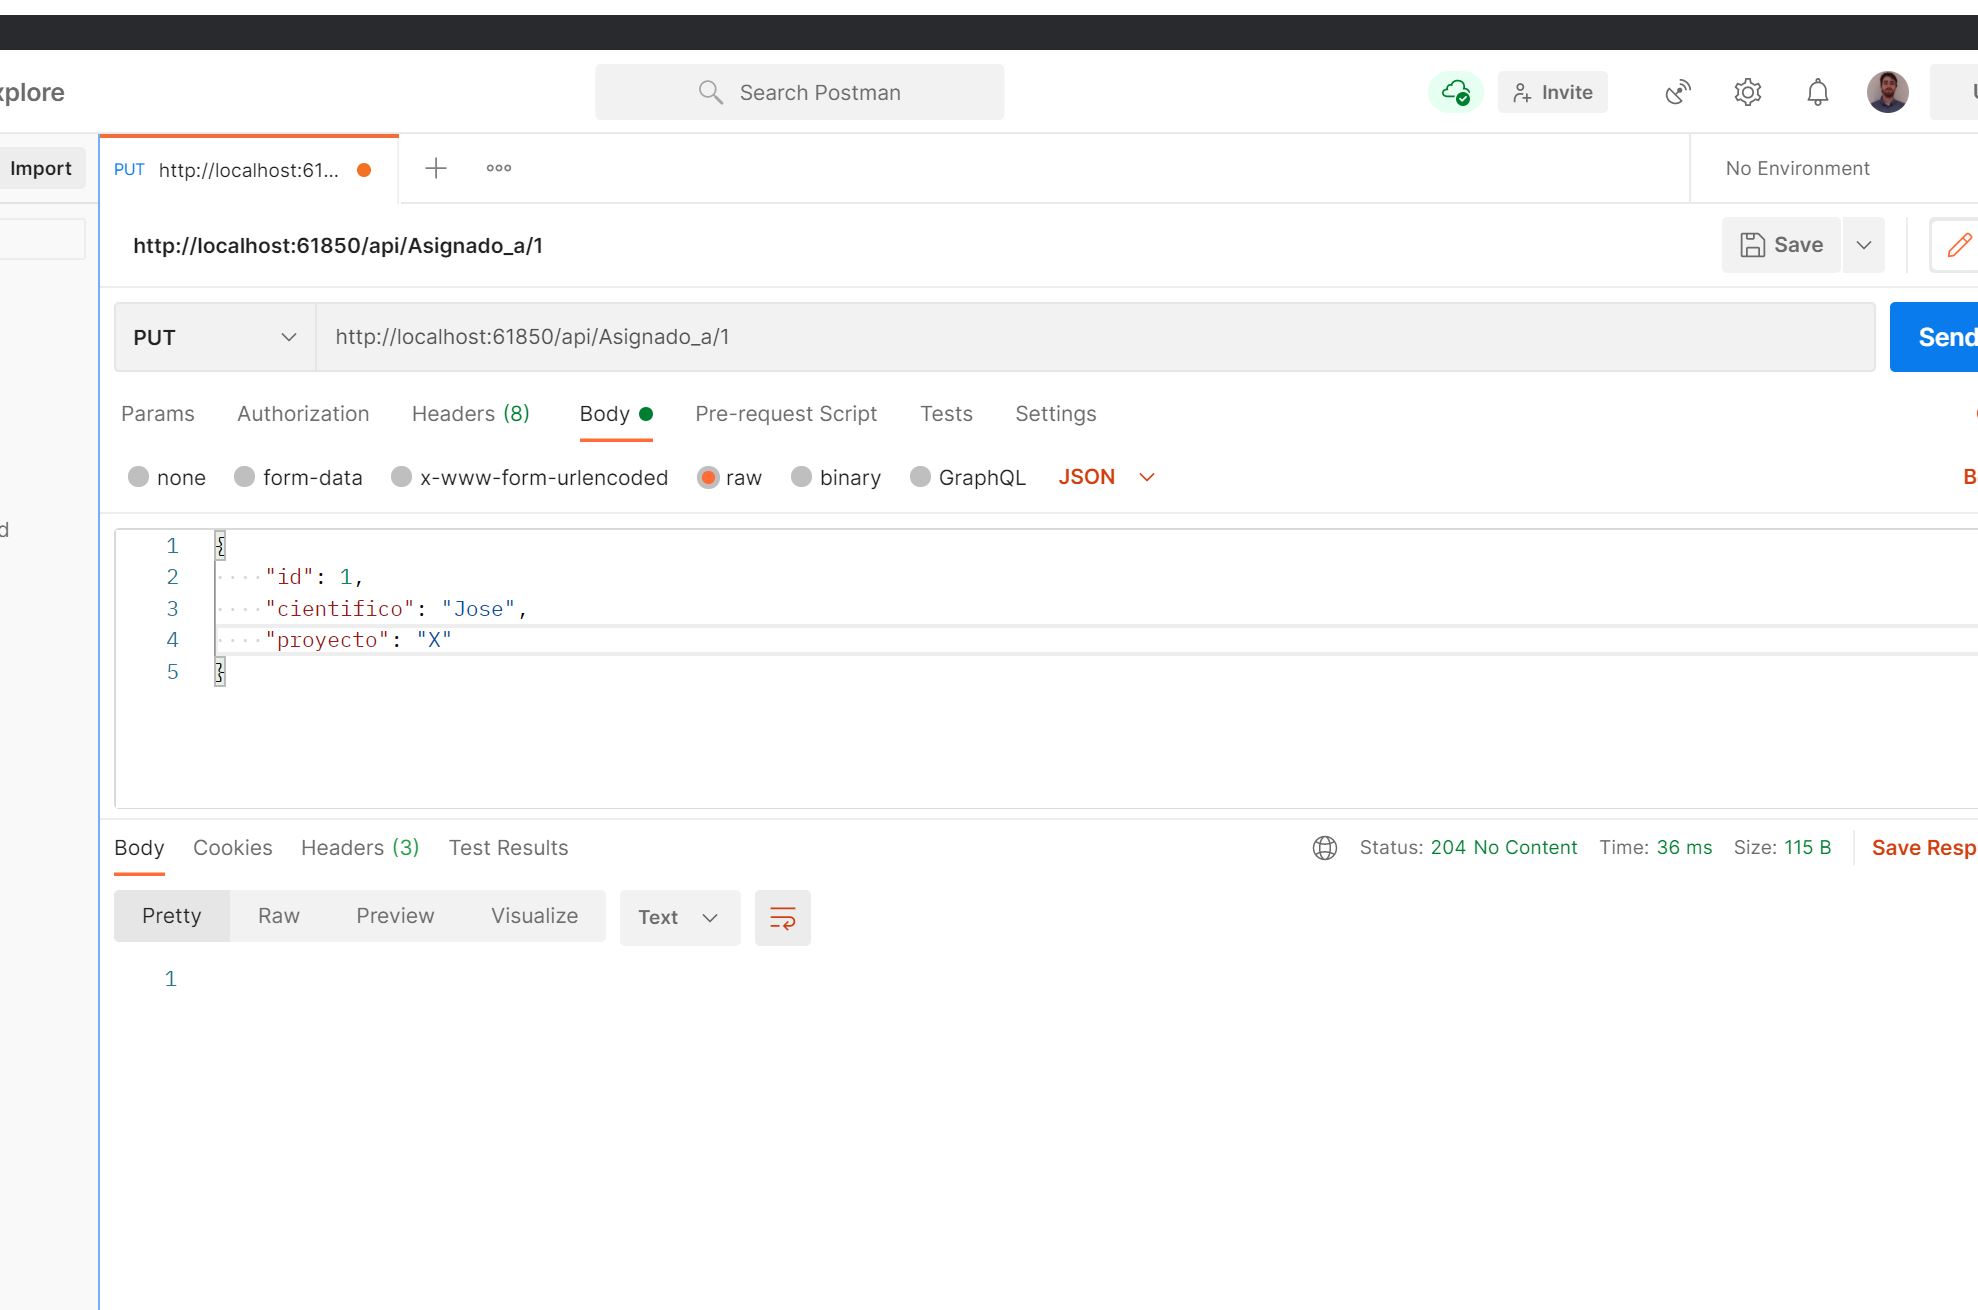 xplore
Search Postman
Invite
U
Import
PUT http://localhost:61...
No Environment
http://localhost:61850/api/Asignado_a/1
Save
PUT
http://localhost:61850/api/Asignado_a/1
Send
Params Authorization Headers (8) Body Pre-request Script Tests Settings
none form-data x-www-form-urlencoded raw binary GraphQL JSON B
d
1 {
2 ····"id": 1,
3 ····"cientifico": "Jose",
4 ····"proyecto": "X"
5 }
Body Cookies Headers (3) Test Results
Status: 204 No Content Time: 36 ms Size: 115 B Save Resp
Pretty Raw Preview Visualize Text
1